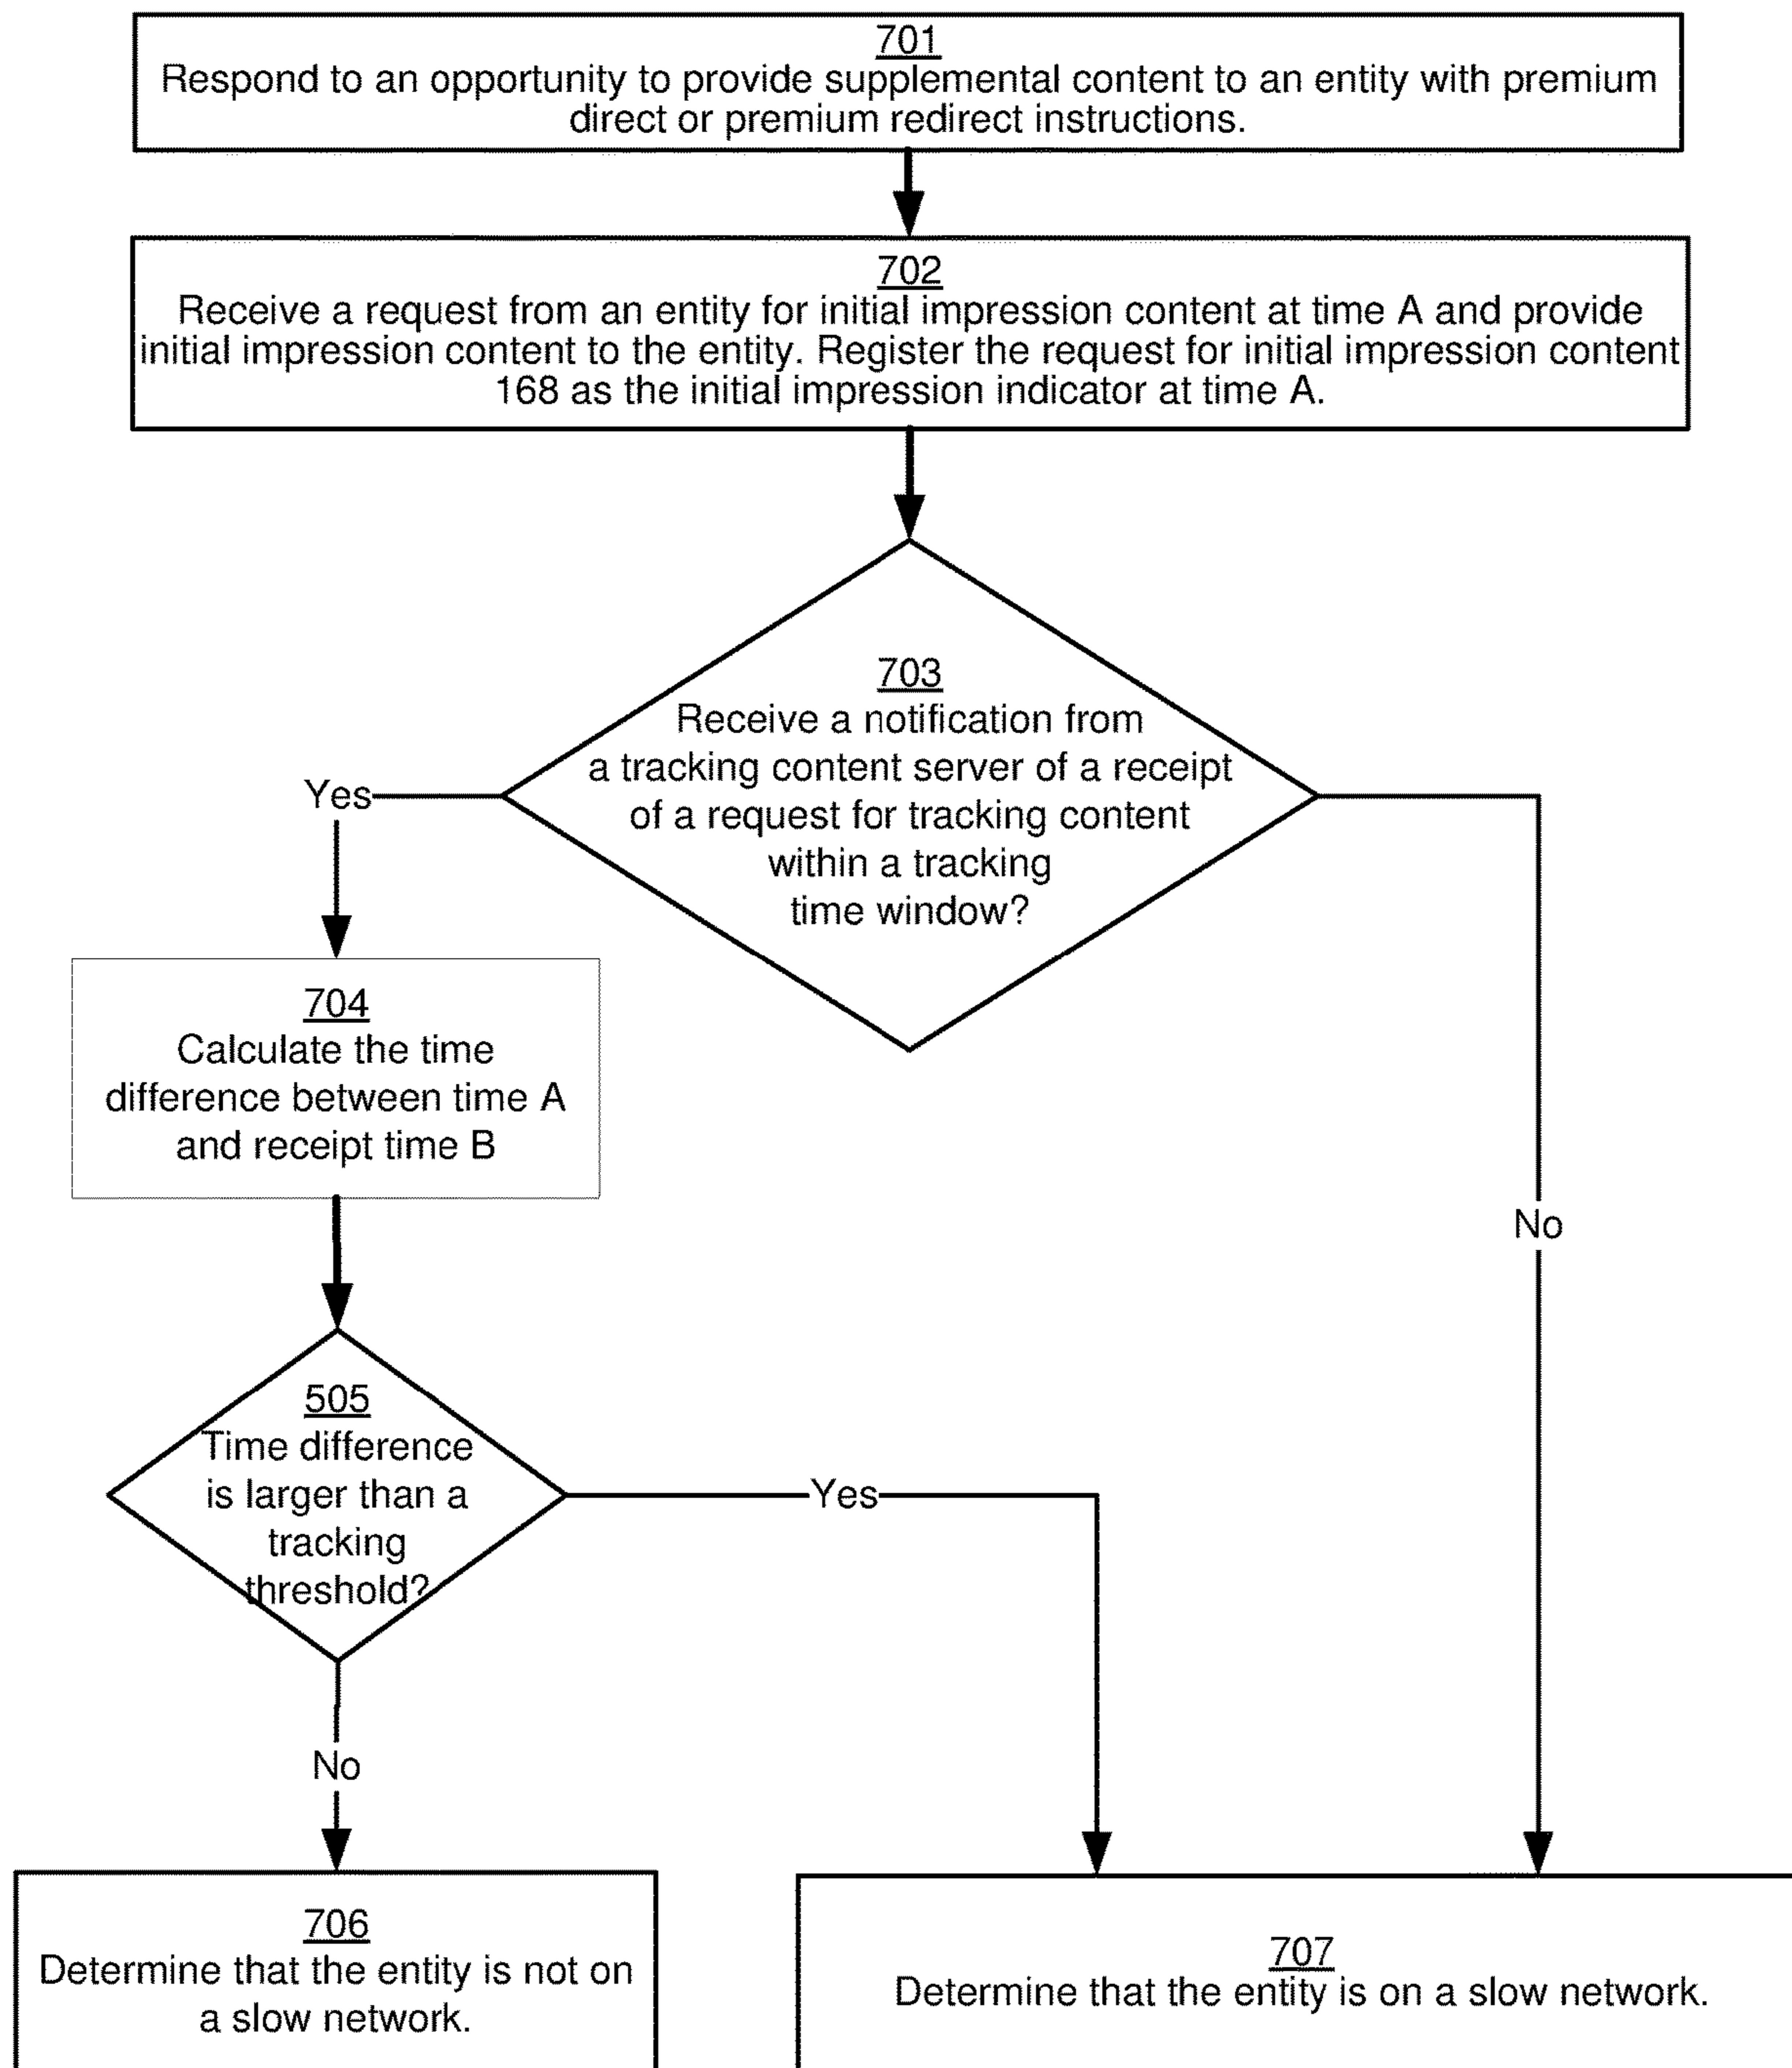 701
Respond to an opportunity to provide supplemental content to an entity with premium
direct or premium redirect instructions.
702
Receive a request from an entity for initial impression content at time A and provide
initial impression content to the entity. Register the request for initial impression content
168 as the initial impression indicator at time A.
703
Receive a notification from
a tracking content server of a receipt
of a request for tracking content
within a tracking
time window?
Yes
704
Calculate the time
difference between time A
and receipt time B
No
505
Time difference
is larger than a
tracking
threshold?
Yes
No
706
Determine that the entity is not on
a slow network.
707
Determine that the entity is on a slow network.